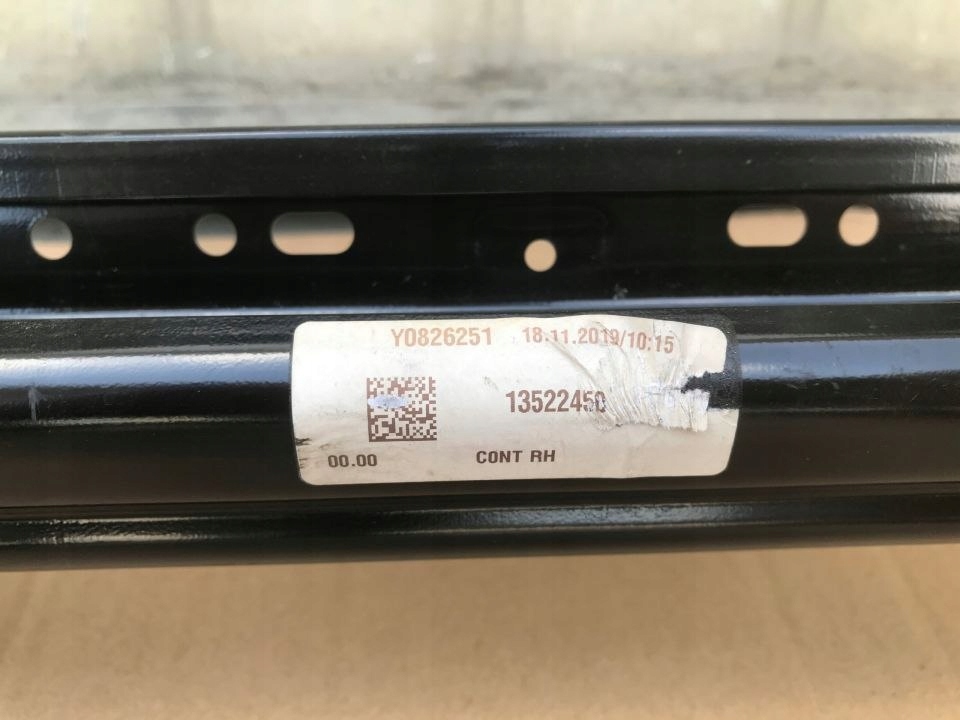 Y0826251 18.11.2019/10:15
13522450
00.00 CONT RH